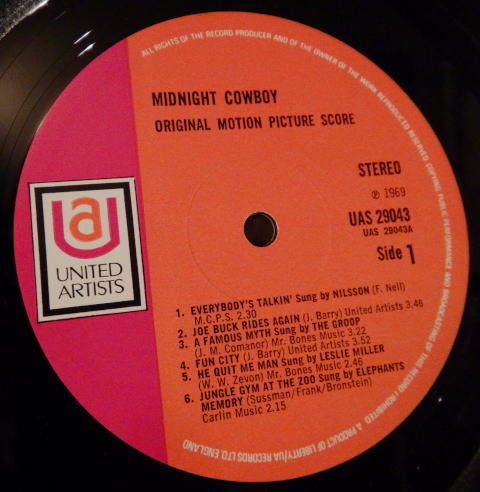 ALL RIGHTS OF THE RECORD PRODUCER AND OF THE OWNER OF THE WORK REPRODUCED RESERVED COPYING PUBLIC PERFORMANCE AND BROADCASTING OF THIS RECORD PROHIBITED
MIDNIGHT COWBOY
ORIGINAL MOTION PICTURE SCORE
STEREO
℗ 1969
UAS 29043
UAS 29043A
Side 1
ua
UNITED
ARTISTS
1. EVERYBODY'S TALKIN' Sung by NILSSON (F. Neil)
M.C.P.S. 2.30
2. JOE BUCK RIDES AGAIN (J. Barry) United Artists 3.46
3. A FAMOUS MYTH Sung by THE GROOP
(J. M. Comanor) Mr. Bones Music 3.22
4. FUN CITY (J. Barry) United Artists 3.52
5. HE QUIT ME MAN Sung by LESLIE MILLER
(W. W. Zevon) Mr. Bones Music 2.46
6. JUNGLE GYM AT THE ZOO Sung by ELEPHANTS
MEMORY (Sussman/Frank/Bronstein)
Carlin Music 2.15
A PRODUCT OF LIBERTY/UA RECORDS LTD, ENGLAND